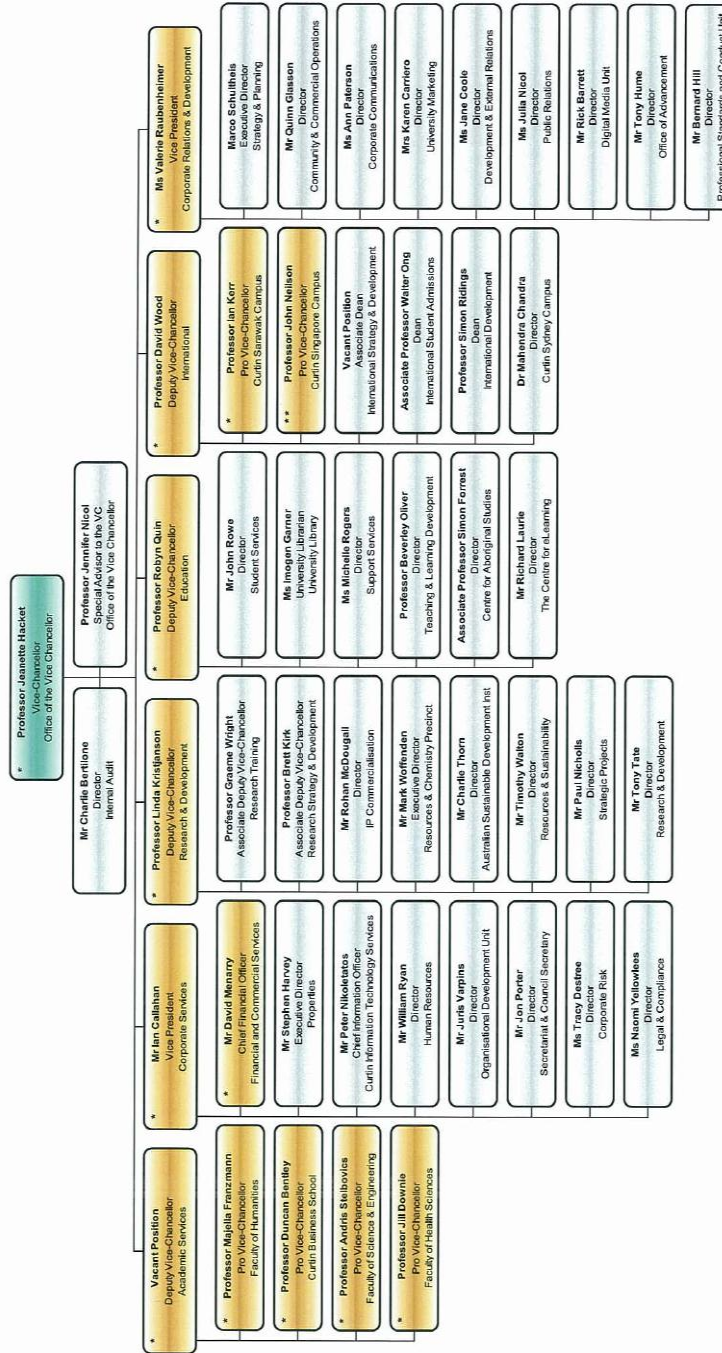 *
Professor Jeanette Hacket
Vice-Chancellor
Office of the Vice Chancellor
Mr Charlie Bertilone
Director
Internal Audit
Professor Jennifer Nicol
Special Advisor to the VC
Office of the Vice Chancellor
*
Vacant Position
Deputy Vice-Chancellor
Academic Services
*
Professor Majella Franzmann
Pro Vice-Chancellor
Faculty of Humanities
*
Professor Duncan Bentley
Pro Vice-Chancellor
Curtin Business School
*
Professor Andris Stelbovics
Pro Vice-Chancellor
Faculty of Science & Engineering
*
Professor Jill Downie
Pro Vice-Chancellor
Faculty of Health Sciences
*
Mr Ian Callahan
Vice President
Corporate Services
*
Mr David Menarry
Chief Financial Officer
Financial and Commercial Services
Mr Stephen Harvey
Executive Director
Properties
Mr Peter Nikoletatos
Chief Information Officer
Curtin Information Technology Services
Mr William Ryan
Director
Human Resources
Mr Juris Varpins
Director
Organisational Development Unit
Mr Jon Porter
Director
Secretarial & Council Secretary
Ms Tracy Destree
Director
Corporate Risk
Ms Naomi Yellowlees
Director
Legal & Compliance
*
Professor Linda Kristjanson
Deputy Vice-Chancellor
Research & Development
Professor Graeme Wright
Associate Deputy Vice-Chancellor
Research Training
Professor Brett Kirk
Associate Deputy Vice-Chancellor
Research Strategy & Development
Mr Rohan McDougall
Director
IP Commercialisation
Mr Mark Woffenden
Executive Director
Resources & Chemistry Precinct
Mr Charlie Thorn
Director
Australian Sustainable Development Inst
Mr Timothy Walton
Director
Resources & Sustainability
Mr Paul Nicholls
Director
Strategic Projects
Mr Tony Tate
Director
Research & Development
*
Professor Robyn Quin
Deputy Vice-Chancellor
Education
Mr John Rowe
Director
Student Services
Ms Imogen Garner
University Librarian
University Library
Ms Michelle Rogers
Director
Support Services
Professor Beverley Oliver
Director
Teaching & Learning Development
Associate Professor Simon Forrest
Director
Centre for Aboriginal Studies
Mr Richard Laurie
Director
The Centre for eLearning
*
Professor David Wood
Deputy Vice-Chancellor
International
*
Professor Ian Kerr
Pro Vice-Chancellor
Curtin Sarawak Campus
**
Professor John Neilson
Pro Vice-Chancellor
Curtin Singapore Campus
Vacant Position
Associate Dean
International Strategy & Development
Associate Professor Walter Ong
Dean
International Student Admissions
Professor Simon Ridings
Dean
International Development
Dr Mahendra Chandra
Director
Curtin Sydney Campus
*
Ms Valerie Raubenheimer
Vice President
Corporate Relations & Development
Marco Schultheis
Executive Director
Strategy & Planning
Mr Quinn Glasson
Director
Community & Commercial Operations
Ms Ann Paterson
Director
Corporate Communications
Mrs Karen Carriero
Director
University Marketing
Ms Jane Coole
Director
Development & External Relations
Ms Julia Nicol
Director
Public Relations
Mr Rick Barrett
Director
Digital Media Unit
Mr Tony Hume
Director
Office of Advancement
Mr Bernard Hill
Director
Professional Standards and Conduct Unit